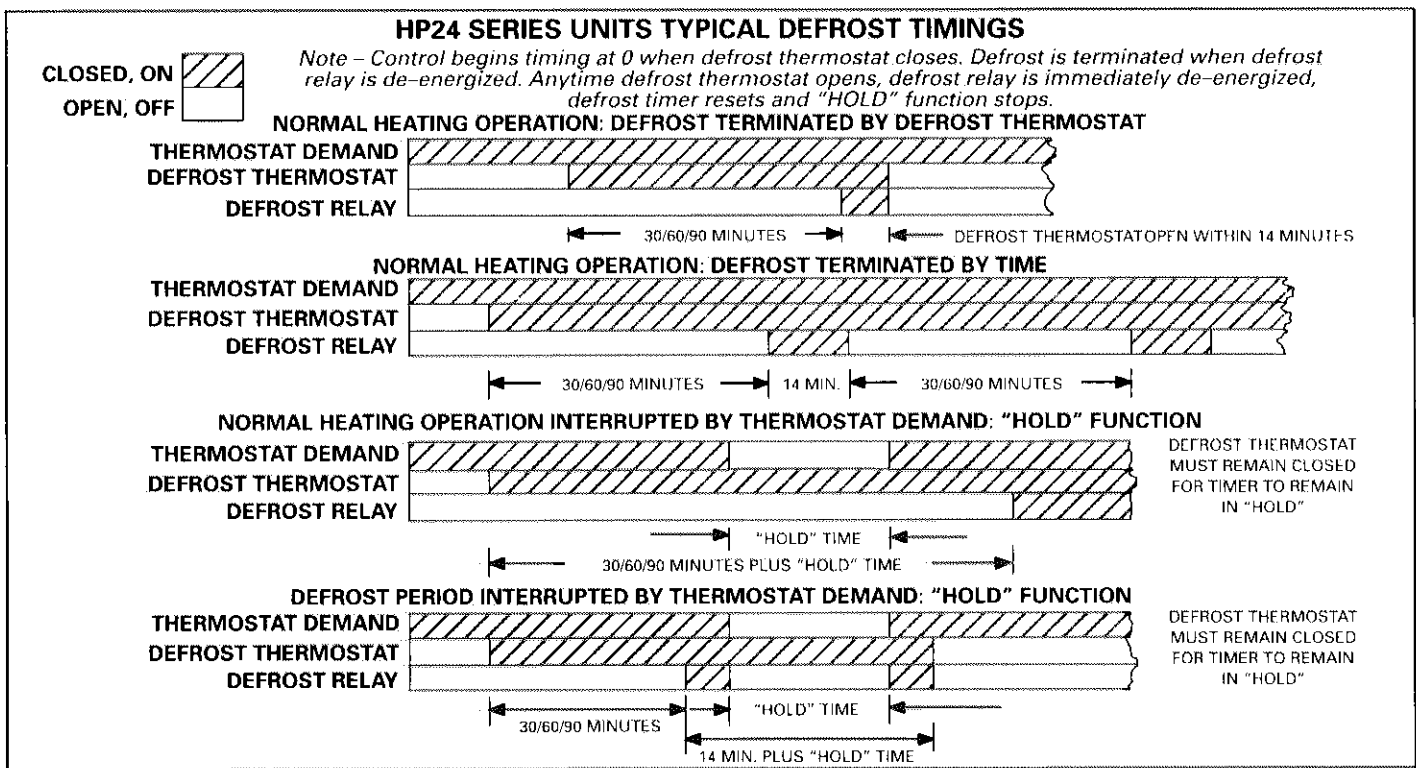 HP24 SERIES UNITS TYPICAL DEFROST TIMINGS
CLOSED, ON
OPEN, OFF
Note – Control begins timing at 0 when defrost thermostat closes. Defrost is terminated when defrost
relay is de–energized. Anytime defrost thermostat opens, defrost relay is immediately de–energized,
defrost timer resets and "HOLD" function stops.
NORMAL HEATING OPERATION: DEFROST TERMINATED BY DEFROST THERMOSTAT
THERMOSTAT DEMAND
DEFROST THERMOSTAT
DEFROST RELAY
30/60/90 MINUTES
DEFROST THERMOSTATOPEN WITHIN 14 MINUTES
NORMAL HEATING OPERATION: DEFROST TERMINATED BY TIME
THERMOSTAT DEMAND
DEFROST THERMOSTAT
DEFROST RELAY
30/60/90 MINUTES
14 MIN.
30/60/90 MINUTES
NORMAL HEATING OPERATION INTERRUPTED BY THERMOSTAT DEMAND: "HOLD" FUNCTION
THERMOSTAT DEMAND
DEFROST THERMOSTAT
DEFROST RELAY
DEFROST THERMOSTAT
MUST REMAIN CLOSED
FOR TIMER TO REMAIN
IN "HOLD"
"HOLD" TIME
30/60/90 MINUTES PLUS "HOLD" TIME
DEFROST PERIOD INTERRUPTED BY THERMOSTAT DEMAND: "HOLD" FUNCTION
THERMOSTAT DEMAND
DEFROST THERMOSTAT
DEFROST RELAY
DEFROST THERMOSTAT
MUST REMAIN CLOSED
FOR TIMER TO REMAIN
IN "HOLD"
"HOLD" TIME
30/60/90 MINUTES
14 MIN. PLUS "HOLD" TIME